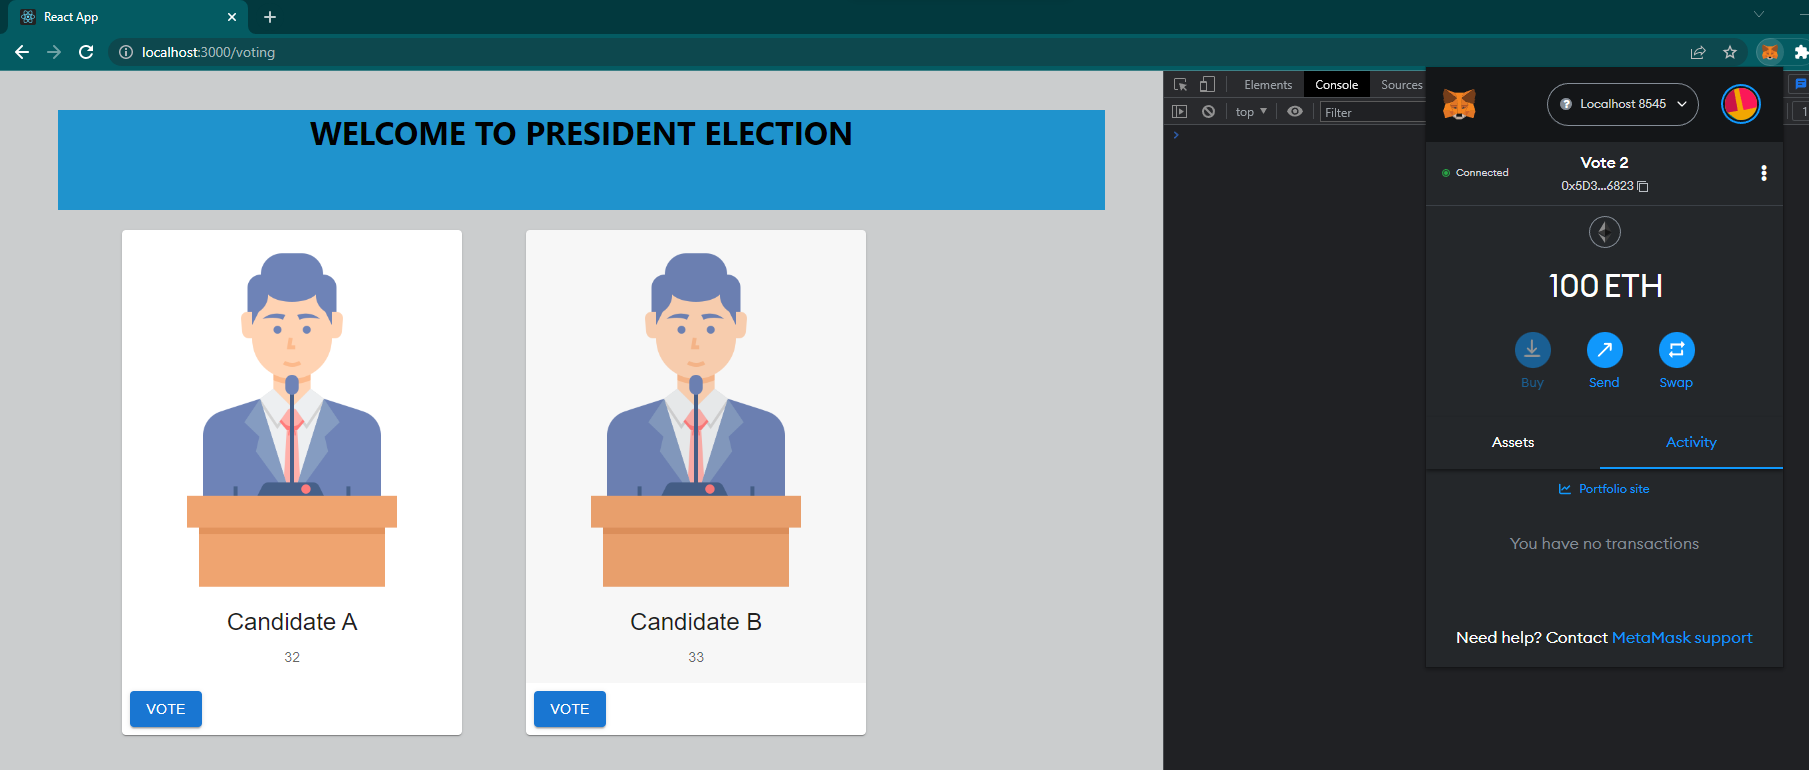 React App
localhost:3000/voting
WELCOME TO PRESIDENT ELECTION
Candidate A
32
VOTE
Candidate B
33
VOTE
Elements Console Sources
top
Filter
Localhost 8545
Connected
Vote 2
0x5D3...6823
100 ETH
Buy Send Swap
Assets Activity
Portfolio site
You have no transactions
Need help? Contact MetaMask support
1